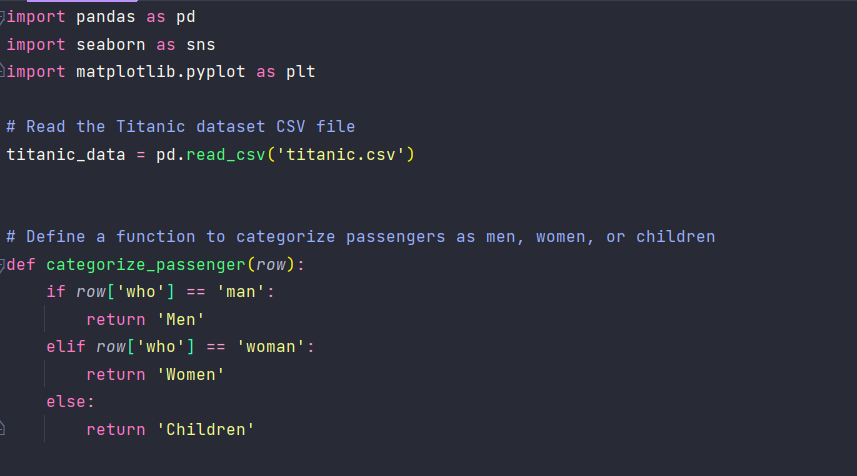 import pandas as pd
import seaborn as sns
import matplotlib.pyplot as plt

# Read the Titanic dataset CSV file
titanic_data = pd.read_csv('titanic.csv')


# Define a function to categorize passengers as men, women, or children
def categorize_passenger(row):
    if row['who'] == 'man':
        return 'Men'
    elif row['who'] == 'woman':
        return 'Women'
    else:
        return 'Children'